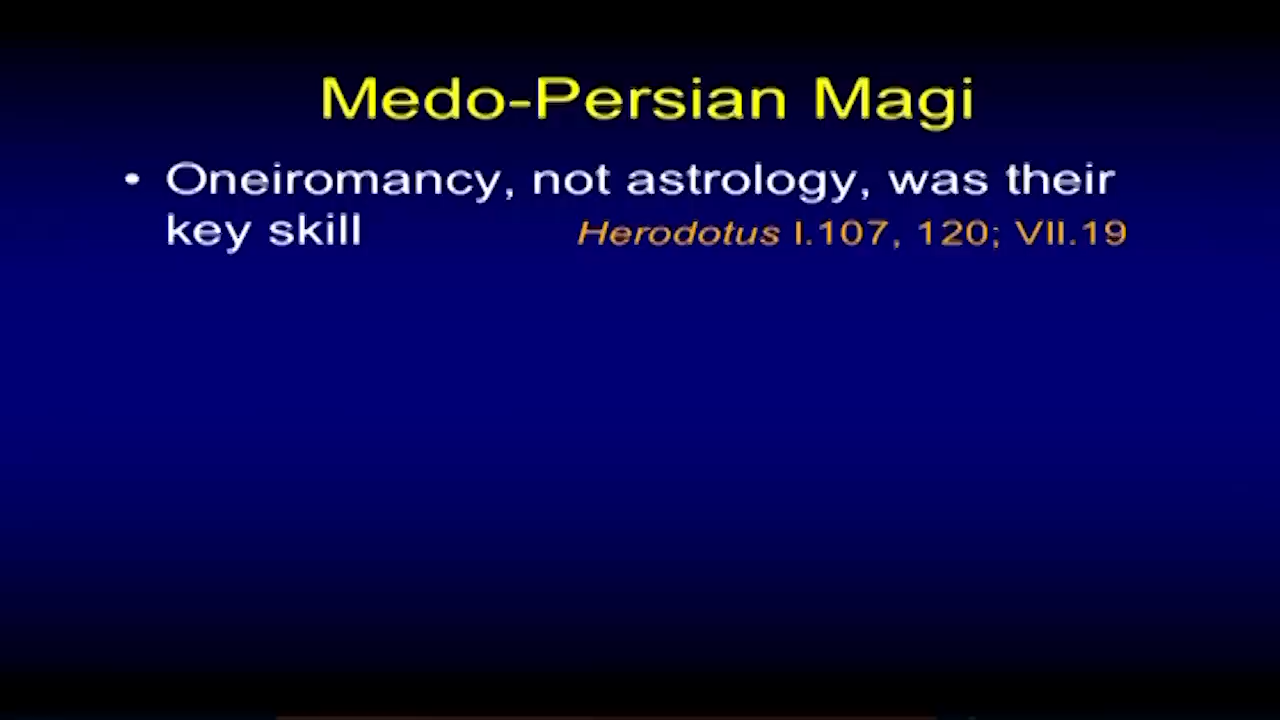 Medo-Persian Magi
• Oneiromancy, not astrology, was their
key skill Herodotus I.107, 120; VII.19